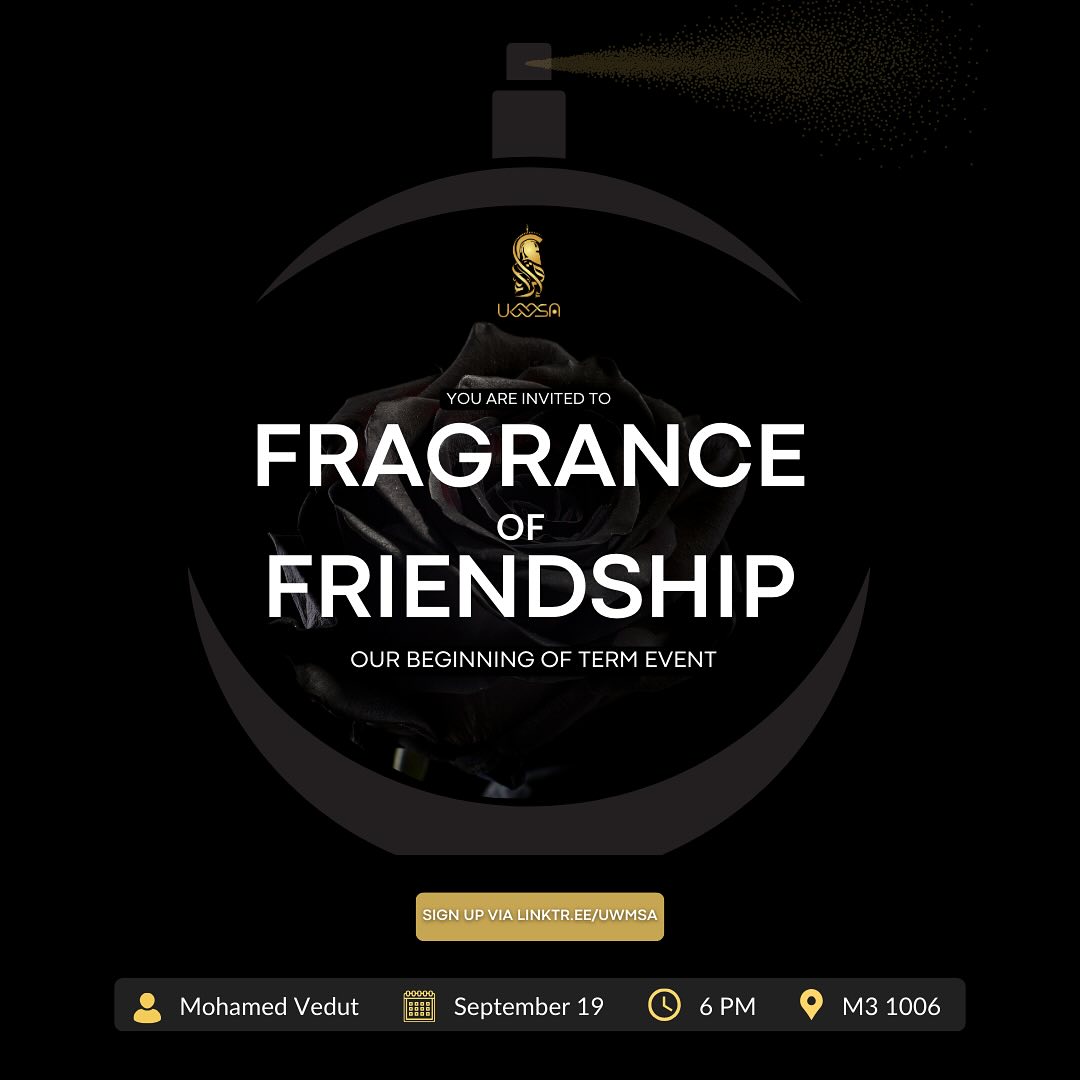 UWMSA
YOU ARE INVITED TO
FRAGRANCE
OF
FRIENDSHIP
OUR BEGINNING OF TERM EVENT
SIGN UP VIA LINKTR.EE/UWMSA
Mohamed Vedut
September 19
6 PM
M3 1006